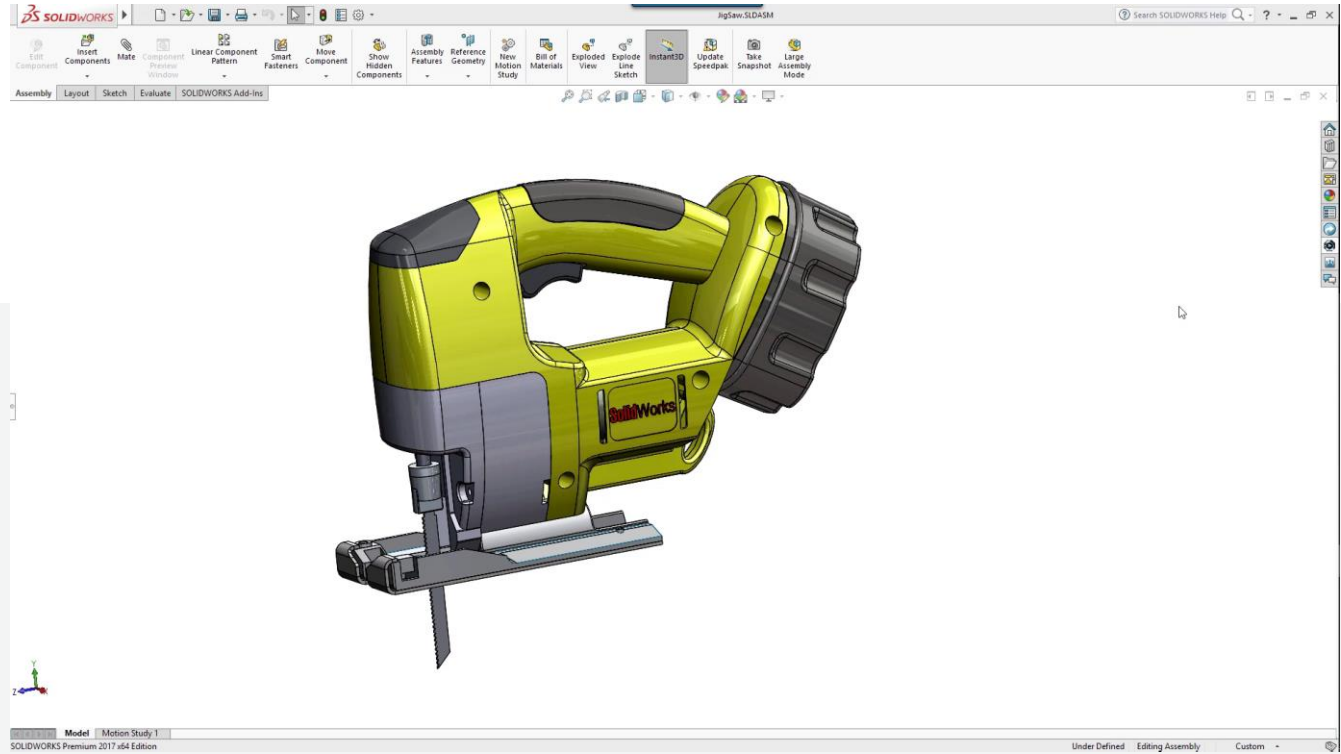 SOLIDWORKS
JigSaw.SLDASM
Search SOLIDWORKS Help
Edit Component
Insert Components
Mate
Component Preview Window
Linear Component Pattern
Smart Fasteners
Move Component
Show Hidden Components
Assembly Features
Reference Geometry
New Motion Study
Bill of Materials
Exploded View
Explode Line Sketch
Instant3D
Update Speedpak
Take Snapshot
Large Assembly Mode
Assembly Layout Sketch Evaluate SOLIDWORKS Add-Ins
SolidWorks
Y
Z
Model Motion Study 1
SOLIDWORKS Premium 2017 x64 Edition Under Defined Editing Assembly Custom